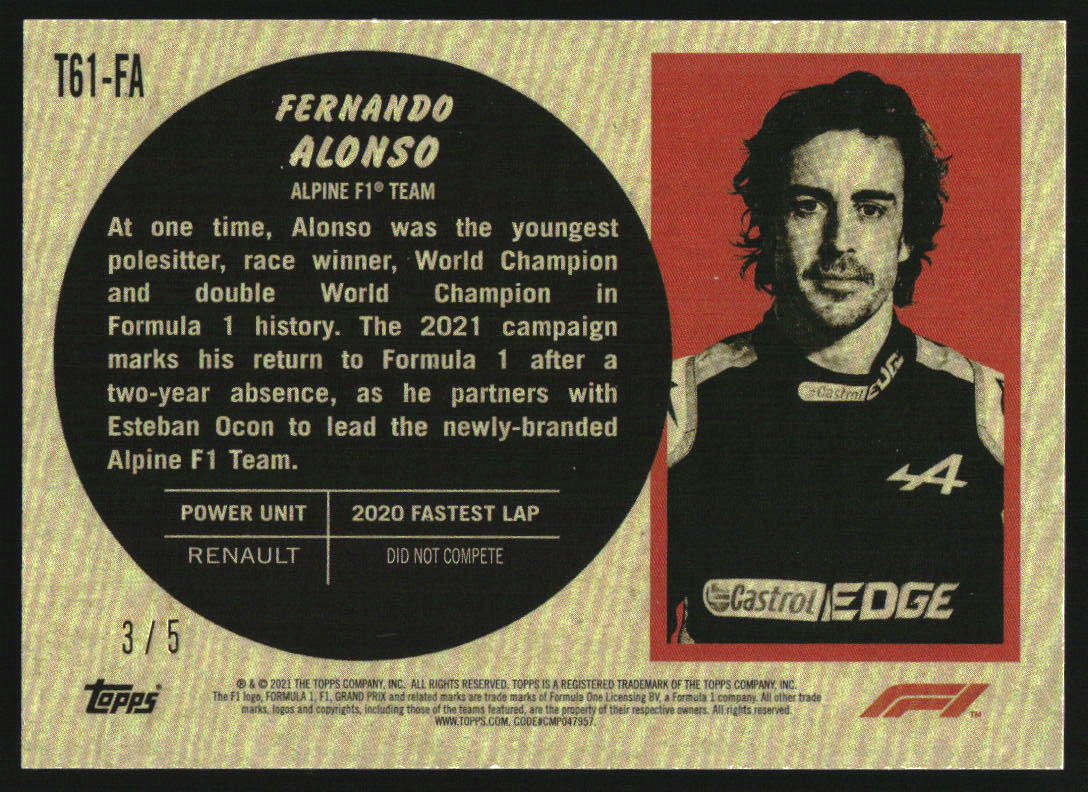 T61-FA
FERNANDO
ALONSO
ALPINE F1® TEAM
At one time, Alonso was the youngest
polesitter, race winner, World Champion
and double World Champion in
Formula 1 history. The 2021 campaign
marks his return to Formula 1 after a
two-year absence, as he partners with
Esteban Ocon to lead the newly-branded
Alpine F1 Team.
POWER UNIT 2020 FASTEST LAP
RENAULT DID NOT COMPETE
Castrol EDGE
Castrol EDGE
3 / 5
TOPPS®
® & © 2021 THE TOPPS COMPANY, INC. ALL RIGHTS RESERVED. TOPPS IS A REGISTERED TRADEMARK OF THE TOPPS COMPANY, INC.
The F1 logo, FORMULA 1, F1, GRAND PRIX and related marks are trade marks of Formula One Licensing BV, a Formula 1 company. All other trade
marks, logos and copyrights, including those of the teams featured, are the property of their respective owners. All rights reserved.
WWW.TOPPS.COM. CODE#CMP047957.
F1™